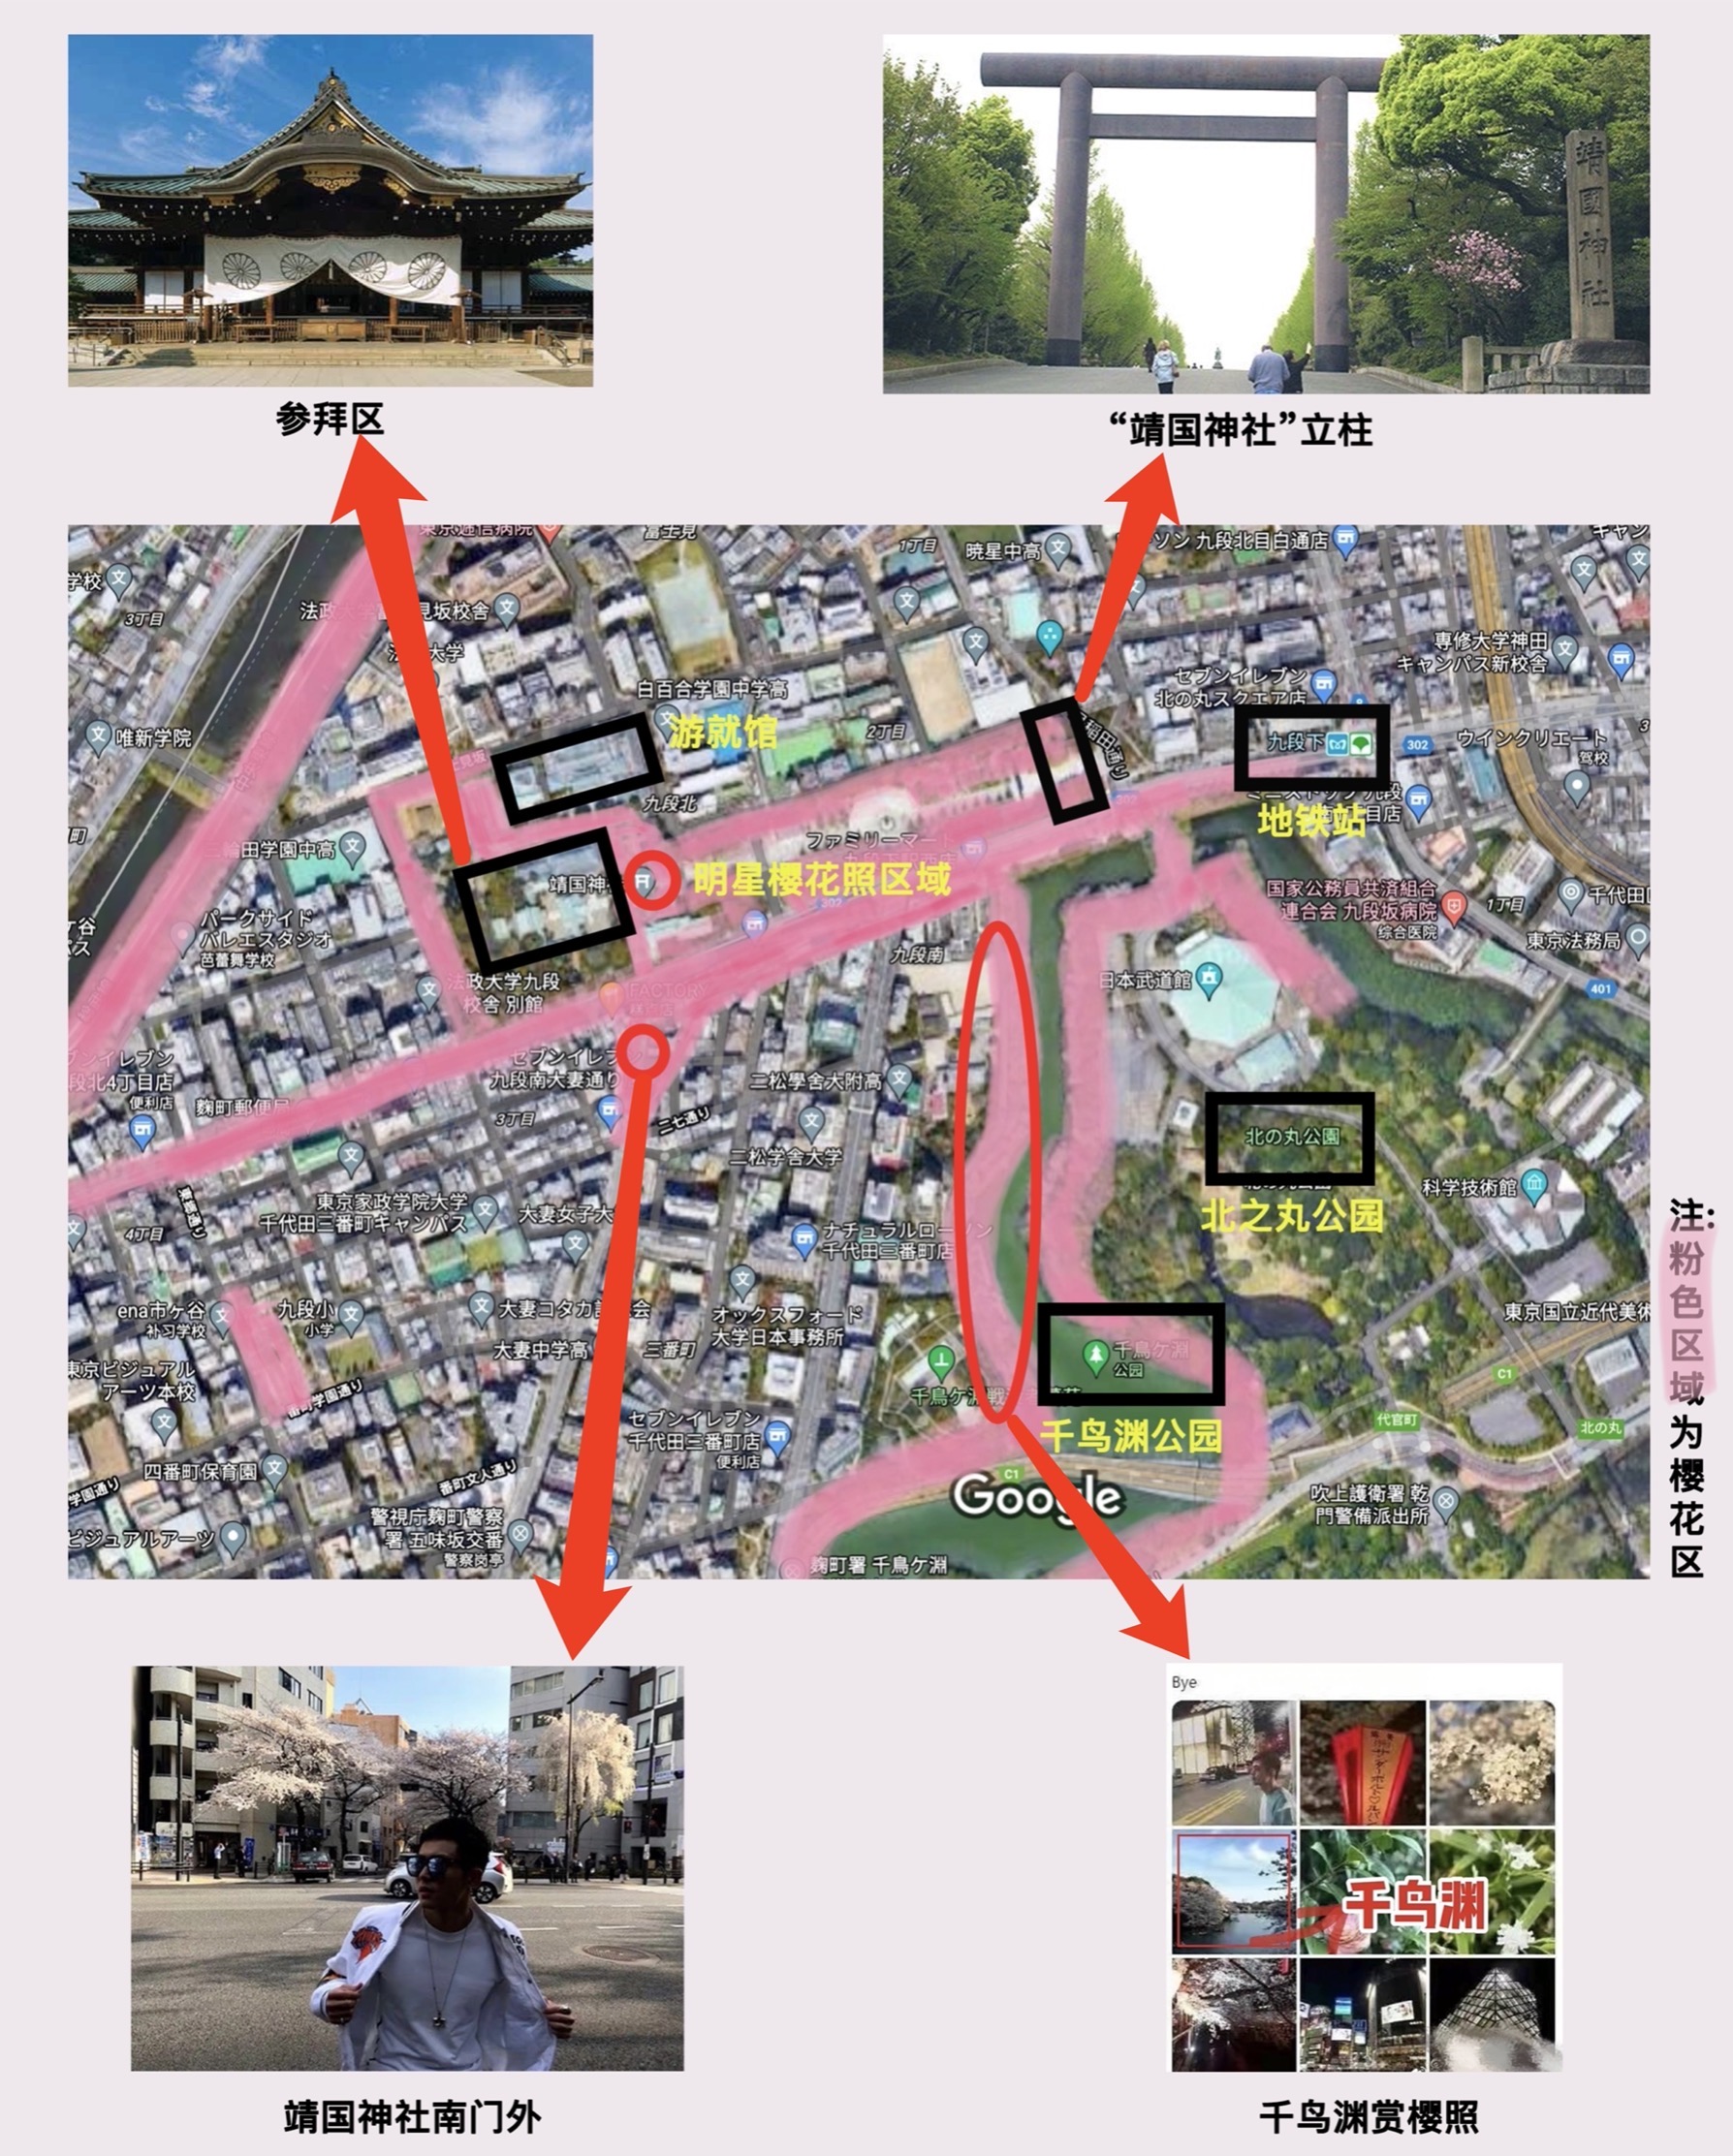 靖
國
神
社
参拜区
“靖国神社”立柱
東京逓信病院
富士見
1丁目
暁星中高
ソン 九段北目白通店
キャン
学校
3丁目
見坂校舎
大学
専修大学神田
キャンパス新校舎
セブンイレブン
北の丸スクエア店
白百合学園中学高
游就馆
2丁目
唯新学院
九段下
302
ウインクリエート
驾校
九段北
地铁站
ファミリーマー
輪田学園中高
靖国神
明星樱花照区域
国家公務員共済組合
連合会 九段坂病院
综合医院
1丁目
千代田
パークサイド
バレエスタジオ
芭蕾舞学校
東京法務局
九段南
日本武道館
法政大学九段
校舎 別館
FACTORY
401
セブンイレブン
九段南大妻通り
段北4丁目店
便利店
麹町郵便局
二松學舎大附高
3丁目
二七通り
二松学舎大学
北の丸公園
北之丸公园
科学技術館
東京家政学院大学
千代田三番町キャンパス
大妻女子大
4丁目
ナチュラルローソン
千代田三番町店
ena市ケ谷
补习学校
九段小
小学
大妻コタカ
大妻中学高
オックスフォード
大学日本事務所
三番町
東京国立近代美術
千鳥ケ淵
公园
東京ビジュアル
アーツ本校
番町学園通り
C1
千鸟渊公园
代官町
北の丸
セブンイレブン
千代田三番町店
便利店
四番町保育園
番町文人通り
学園通り
C1
Google
吹上護衛署 乾
門警備派出所
ビジュアルアーツ
警視庁麹町警察
署 五味坂交番
警察岗亭
麹町署 千鳥ケ淵
注:
粉
色
区
域
为
樱
花
区
Bye
千鸟渊
靖国神社南门外
千鸟渊赏樱照